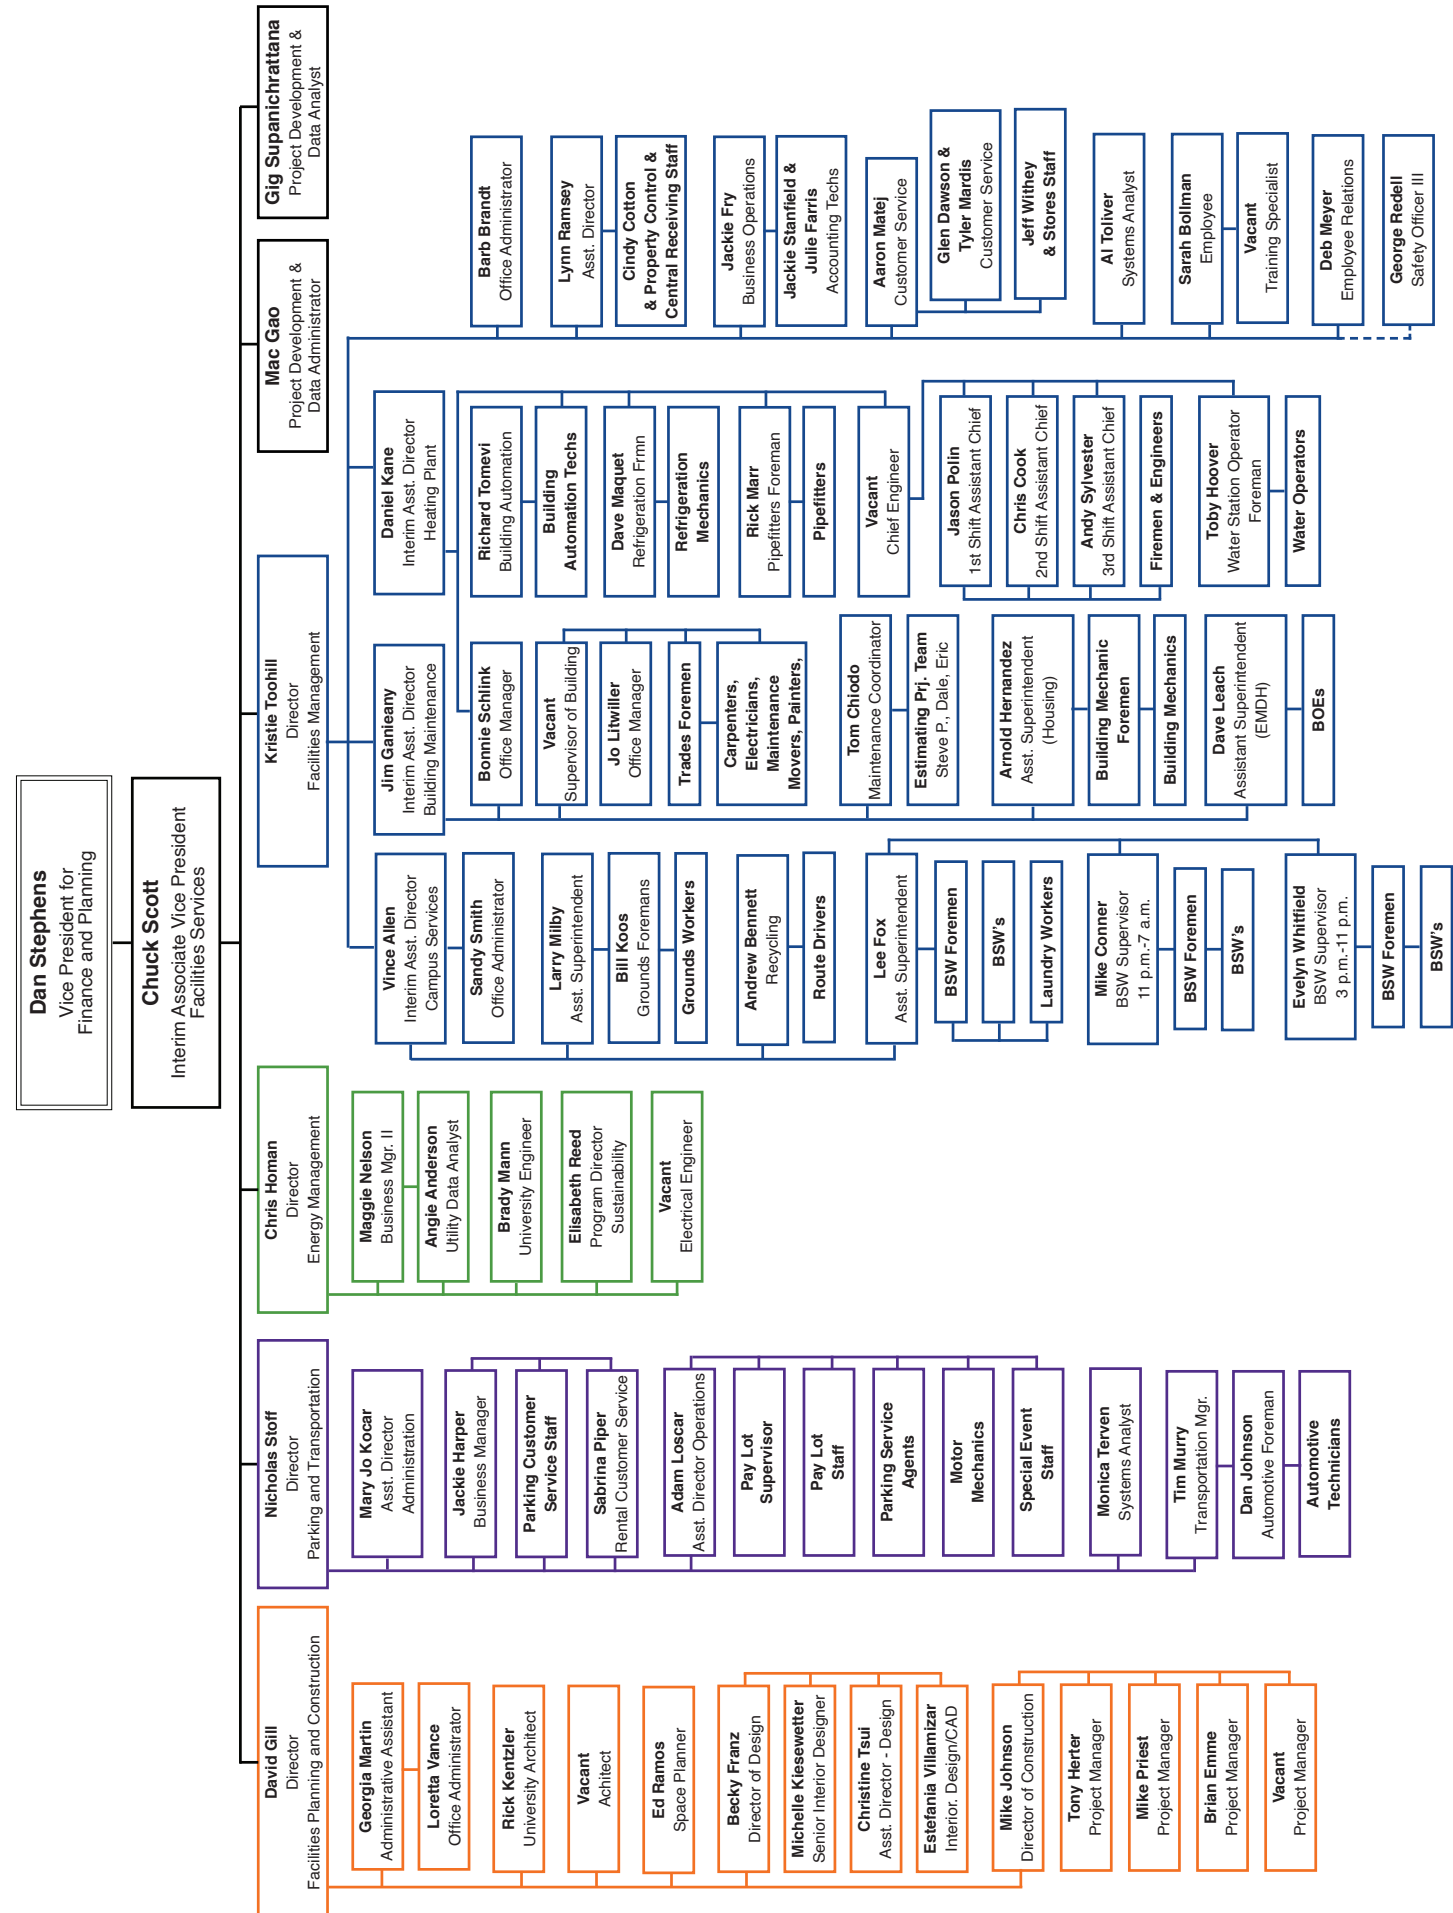 Dan Stephens
Vice President for
Finance and Planning
Chuck Scott
Interim Associate Vice President
Facilities Services
David Gill
Director
Facilities Planning and Construction
Georgia Martin
Administrative Assistant
Loretta Vance
Office Administrator
Rick Kentzler
University Architect
Vacant
Achitect
Ed Ramos
Space Planner
Becky Franz
Director of Design
Michelle Kiesewetter
Senior Interior Designer
Christine Tsui
Asst. Director - Design
Estefania Villamizar
Interior. Design/CAD
Mike Johnson
Director of Construction
Tony Herter
Project Manager
Mike Priest
Project Manager
Brian Emme
Project Manager
Vacant
Project Manager
Nicholas Stoff
Director
Parking and Transportation
Mary Jo Kocar
Asst. Director
Administration
Jackie Harper
Business Manager
Parking Customer
Service Staff
Sabrina Piper
Rental Customer Service
Adam Loscar
Asst. Director Operations
Pay Lot
Supervisor
Pay Lot
Staff
Parking Service
Agents
Motor
Mechanics
Special Event
Staff
Monica Terven
Systems Analyst
Tim Murry
Transportation Mgr.
Dan Johnson
Automotive Foreman
Automotive
Technicians
Chris Homan
Director
Energy Management
Maggie Nelson
Business Mgr. II
Angie Anderson
Utility Data Analyst
Brady Mann
University Engineer
Elisabeth Reed
Program Director
Sustainability
Vacant
Electrical Engineer
Kristie Toohill
Director
Facilities Management
Vince Allen
Interim Asst. Director
Campus Services
Sandy Smith
Office Administrator
Larry Milby
Asst. Superintendent
Bill Koos
Grounds Foremans
Grounds Workers
Andrew Bennett
Recycling
Route Drivers
Lee Fox
Asst. Superintendent
BSW Foremen
BSW's
Laundry Workers
Mike Conner
BSW Supervisor
11 p.m.-7 a.m.
BSW Foremen
BSW's
Evelyn Whitfield
BSW Supervisor
3 p.m.-11 p.m.
BSW Foremen
BSW's
Jim Ganieany
Interim Asst. Director
Building Maintenance
Bonnie Schlink
Office Manager
Vacant
Supervisor of Building
Jo Litwiller
Office Manager
Trades Foremen
Carpenters,
Electricians,
Maintenance
Movers, Painters,
Tom Chiodo
Maintenance Coordinator
Estimating Prj. Team
Steve P., Dale, Eric
Arnold Hernandez
Asst. Superintendent
(Housing)
Building Mechanic
Foremen
Building Mechanics
Dave Leach
Assistant Superintendent
(EMDH)
BOEs
Daniel Kane
Interim Asst. Director
Heating Plant
Richard Tomevi
Building Automation
Building
Automation Techs
Dave Maquet
Refrigeration Frmn
Refrigeration
Mechanics
Rick Marr
Pipefitters Foreman
Pipefitters
Vacant
Chief Engineer
Jason Polin
1st Shift Assistant Chief
Chris Cook
2nd Shift Assistant Chief
Andy Sylvester
3rd Shift Assistant Chief
Firemen & Engineers
Toby Hoover
Water Station Operator
Foreman
Water Operators
Barb Brandt
Office Administrator
Lynn Ramsey
Asst. Director
Cindy Cotton
& Property Control &
Central Receiving Staff
Jackie Fry
Business Operations
Jackie Stanfield &
Julie Farris
Accounting Techs
Aaron Matej
Customer Service
Glen Dawson &
Tyler Mardis
Customer Service
Jeff Withey
& Stores Staff
Al Toliver
Systems Analyst
Sarah Bollman
Employee
Vacant
Training Specialist
Deb Meyer
Employee Relations
George Redell
Safety Officer III
Mac Gao
Project Development &
Data Administrator
Gig Supanichrattana
Project Development &
Data Analyst